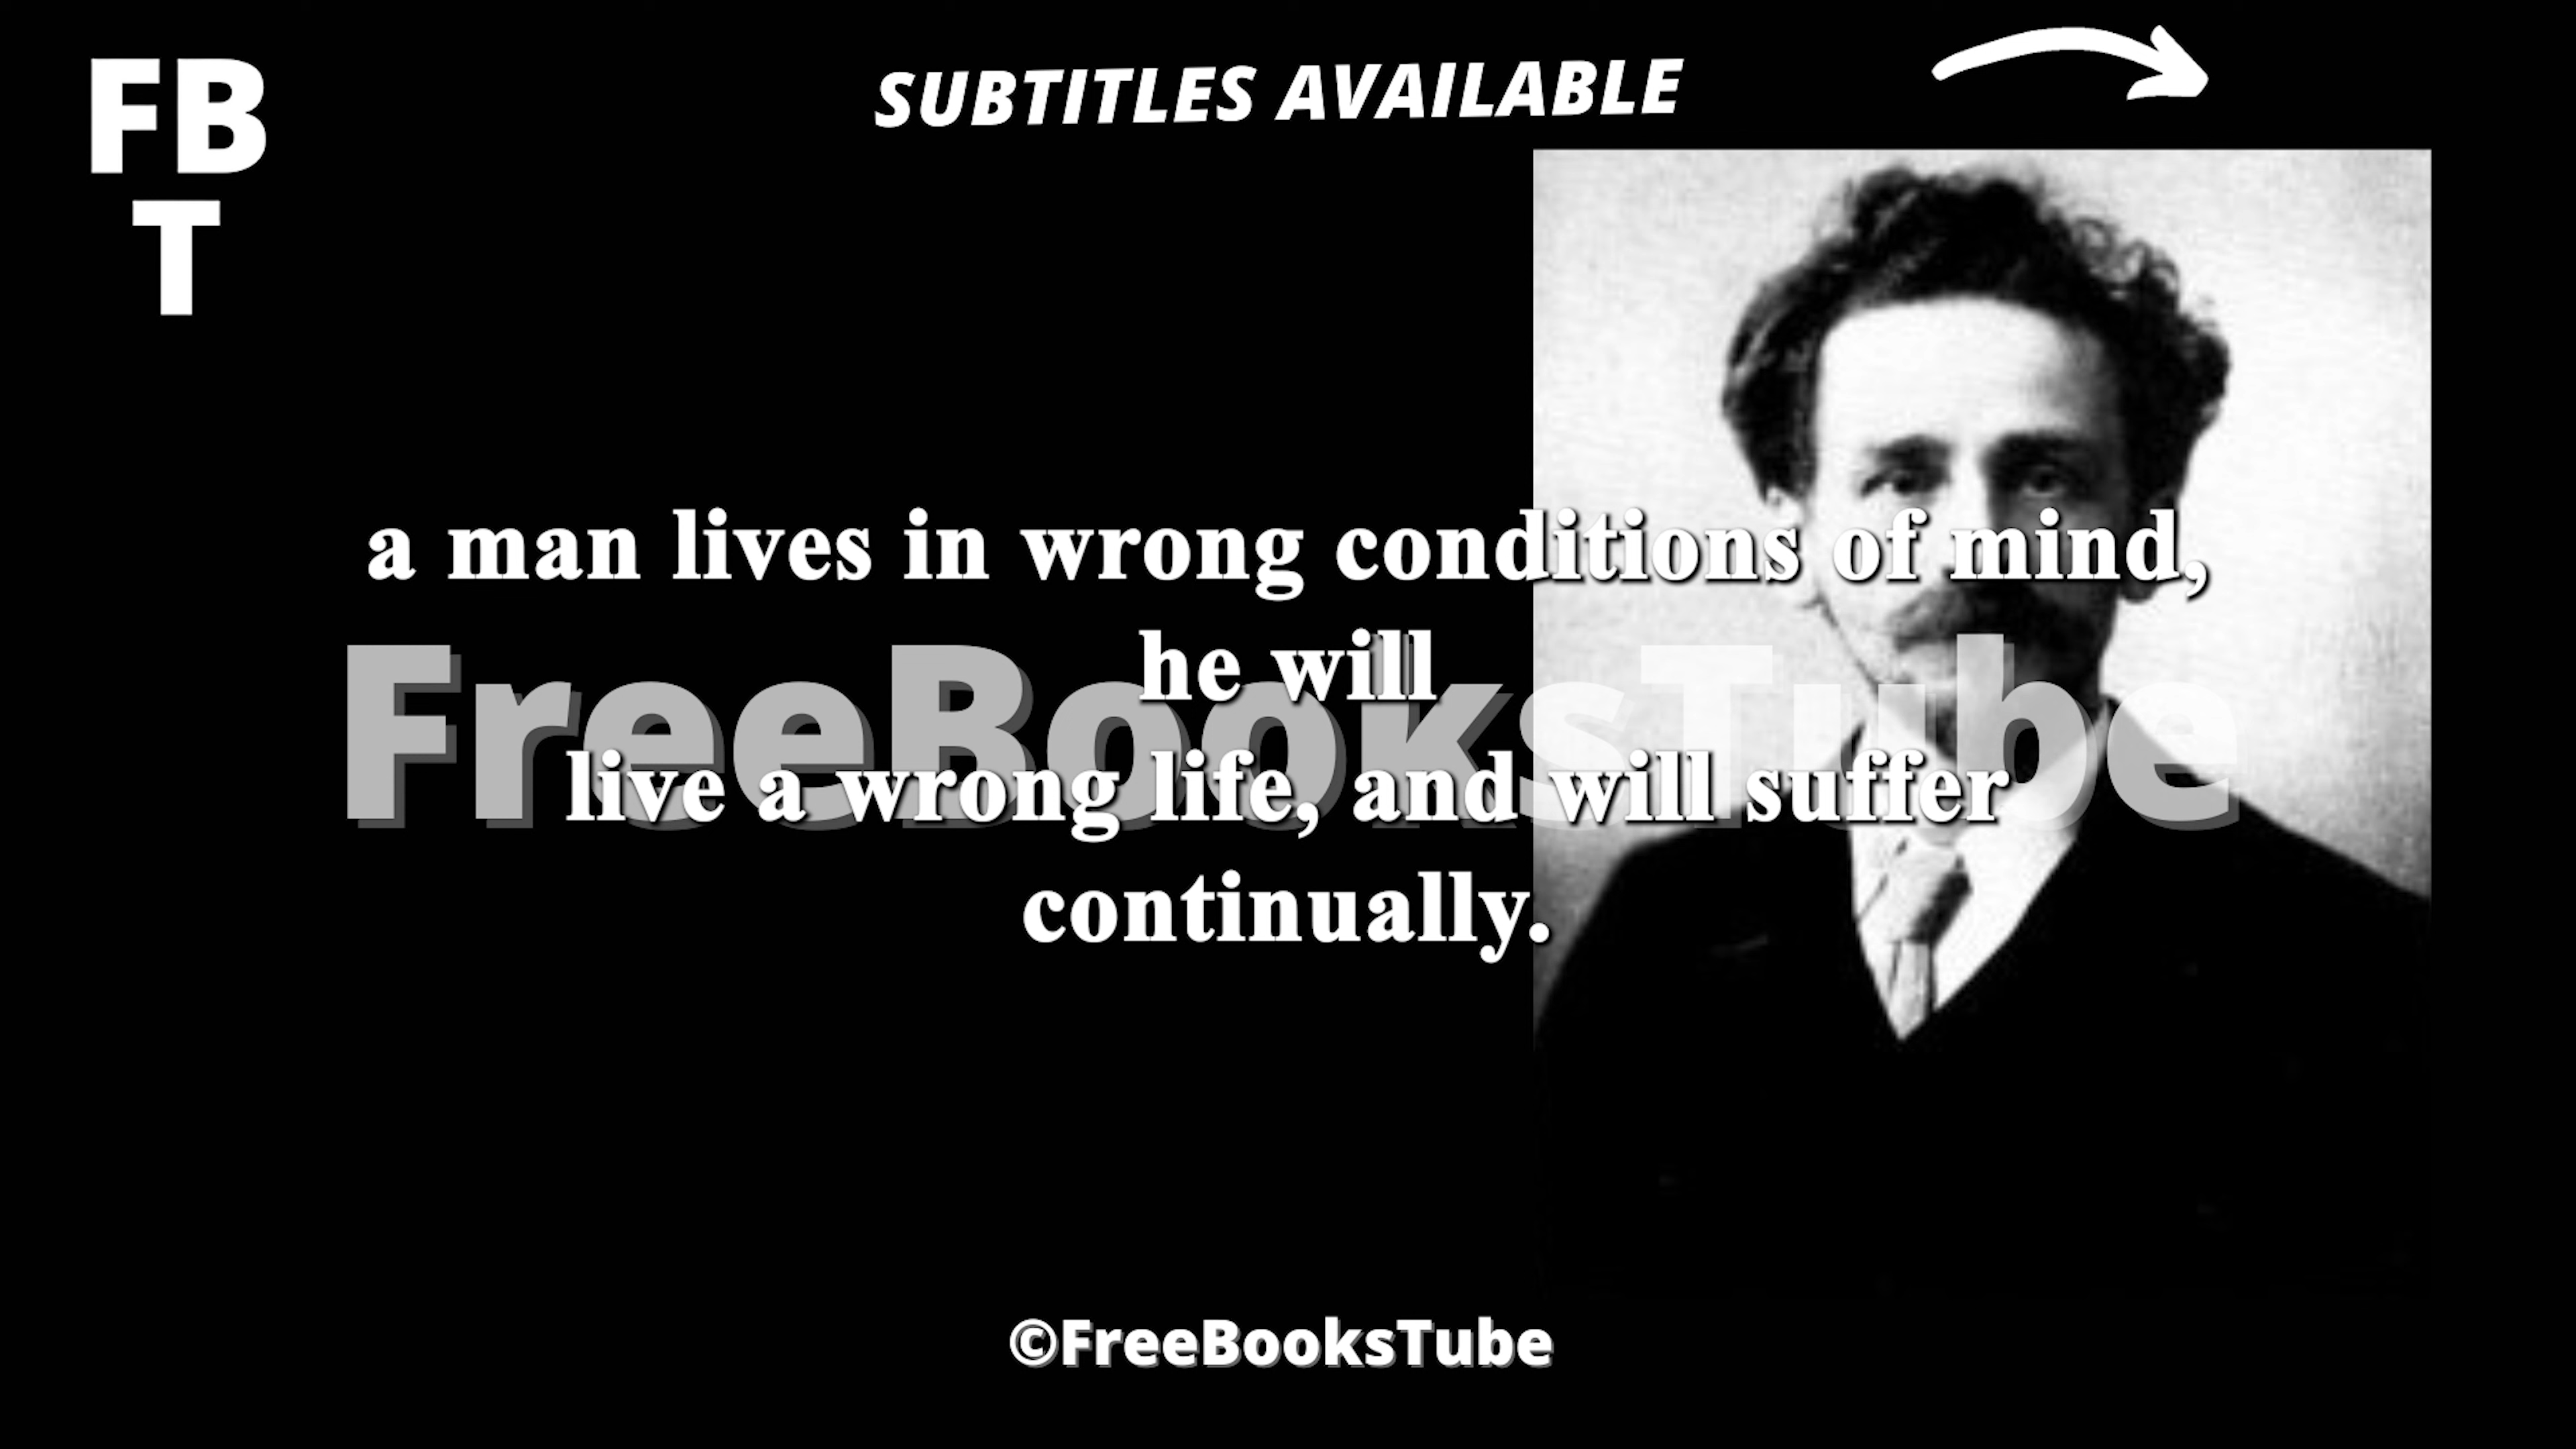 FB
T
SUBTITLES AVAILABLE
a man lives in wrong conditions of mind,
he will
FreeBooksTube
live a wrong life, and will suffer
continually.
©FreeBooksTube